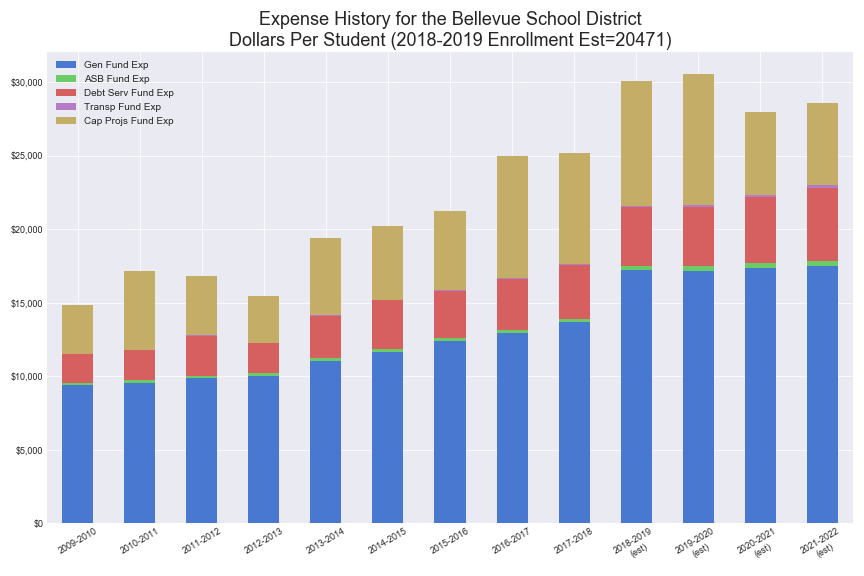 Expense History for the Bellevue School District
Dollars Per Student (2018-2019 Enrollment Est=20471)
Gen Fund Exp
ASB Fund Exp
Debt Serv Fund Exp
Transp Fund Exp
Cap Projs Fund Exp
$30,000
$25,000
$20,000
$15,000
$10,000
$5,000
$0
2009-2010
2010-2011
2011-2012
2012-2013
2013-2014
2014-2015
2015-2016
2016-2017
2017-2018
2018-2019
(est)
2019-2020
(est)
2020-2021
(est)
2021-2022
(est)